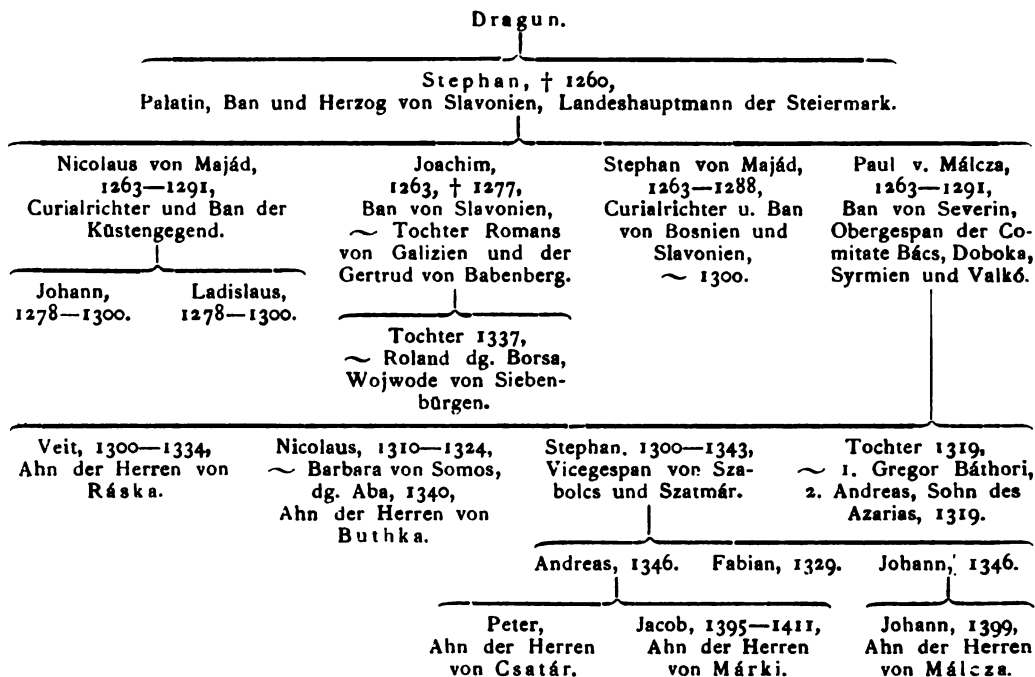 Dragun.
Stephan, † 1260,
Palatin, Ban und Herzog von Slavonien, Landeshauptmann der Steiermark.
Nicolaus von Majád,
1263—1291,
Curialrichter und Ban der
Küstengegend.
Joachim,
1263, † 1277,
Ban von Slavonien,
~ Tochter Romans
von Galizien und der
Gertrud von Babenberg.
Stephan von Majád,
1263—1288,
Curialrichter u. Ban
von Bosnien und
Slavonien,
~ 1300.
Paul v. Málcza,
1263—1291,
Ban von Severin,
Obergespan der Co-
mitate Bács, Doboka,
Syrmien und Valkó.
Johann,
1278—1300.
Ladislaus,
1278—1300.
Tochter 1337,
~ Roland dg. Borsa,
Wojwode von Sieben-
bürgen.
Veit, 1300—1334,
Ahn der Herren von
Ráska.
Nicolaus, 1310—1324,
~ Barbara von Somos,
dg. Aba, 1340,
Ahn der Herren von
Buthka.
Stephan, 1300—1343,
Vicegespan von Sza-
bolcs und Szatmár.
Tochter 1319,
~ 1. Gregor Báthori,
2. Andreas, Sohn des
Azarias, 1319.
Andreas, 1346.
Fabian, 1329.
Johann, 1346.
Peter,
Ahn der Herren
von Csatár.
Jacob, 1395—1411,
Ahn der Herren
von Márki.
Johann, 1399,
Ahn der Herren
von Málcza.